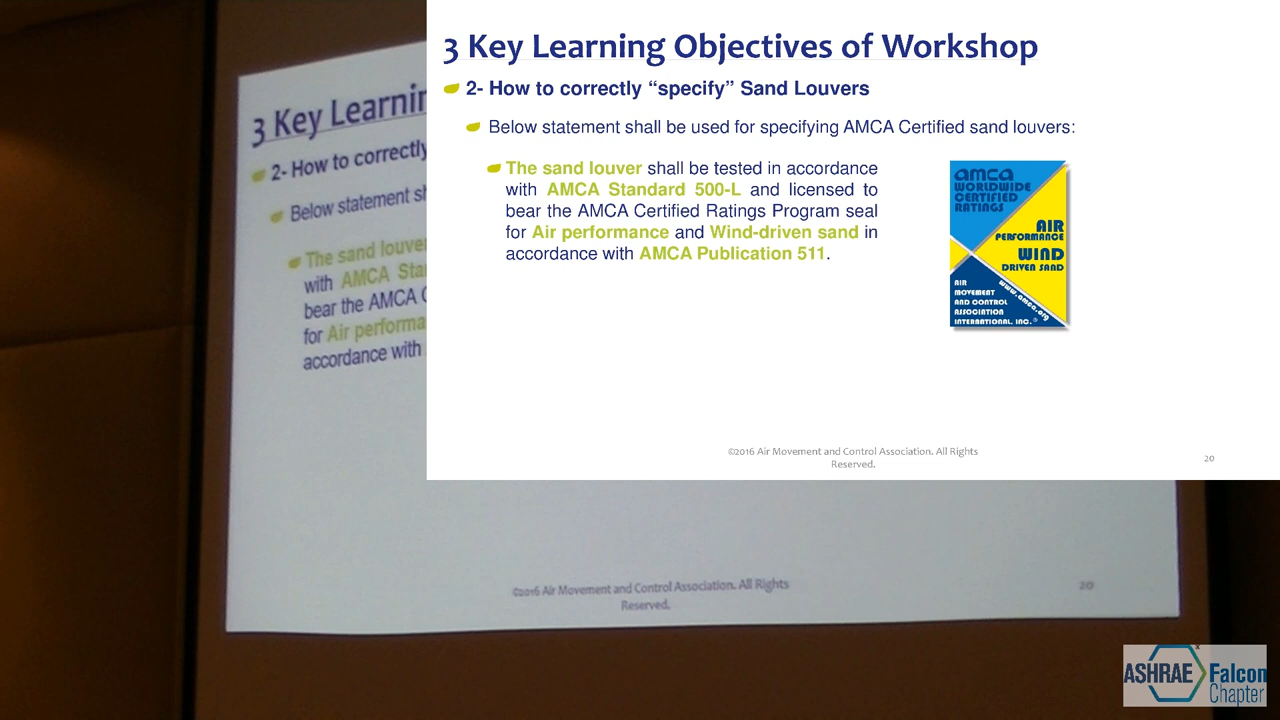 3 Key Learning Objectives of Workshop
2- How to correctly “specify” Sand Louvers
Below statement shall be used for specifying AMCA Certified sand louvers:
The sand louver shall be tested in accordance
with AMCA Standard 500-L and licensed to
bear the AMCA Certified Ratings Program seal
for Air performance and Wind-driven sand in
accordance with AMCA Publication 511.
amca
WORLDWIDE
CERTIFIED
RATINGS
AIR
PERFORMANCE
WIND
DRIVEN SAND
AIR
MOVEMENT
AND CONTROL
ASSOCIATION
INTERNATIONAL, INC.®
www.amca.org
©2016 Air Movement and Control Association. All Rights
Reserved.
20
3 Key Learnin
2- How to correctly
Below statement sh
The sand louver
with AMCA Sta
bear the AMCA C
for Air performa
accordance with
©2016 Air Movement and Control Association. All Rights
Reserved.
20
ASHRAE Falcon
Chapter